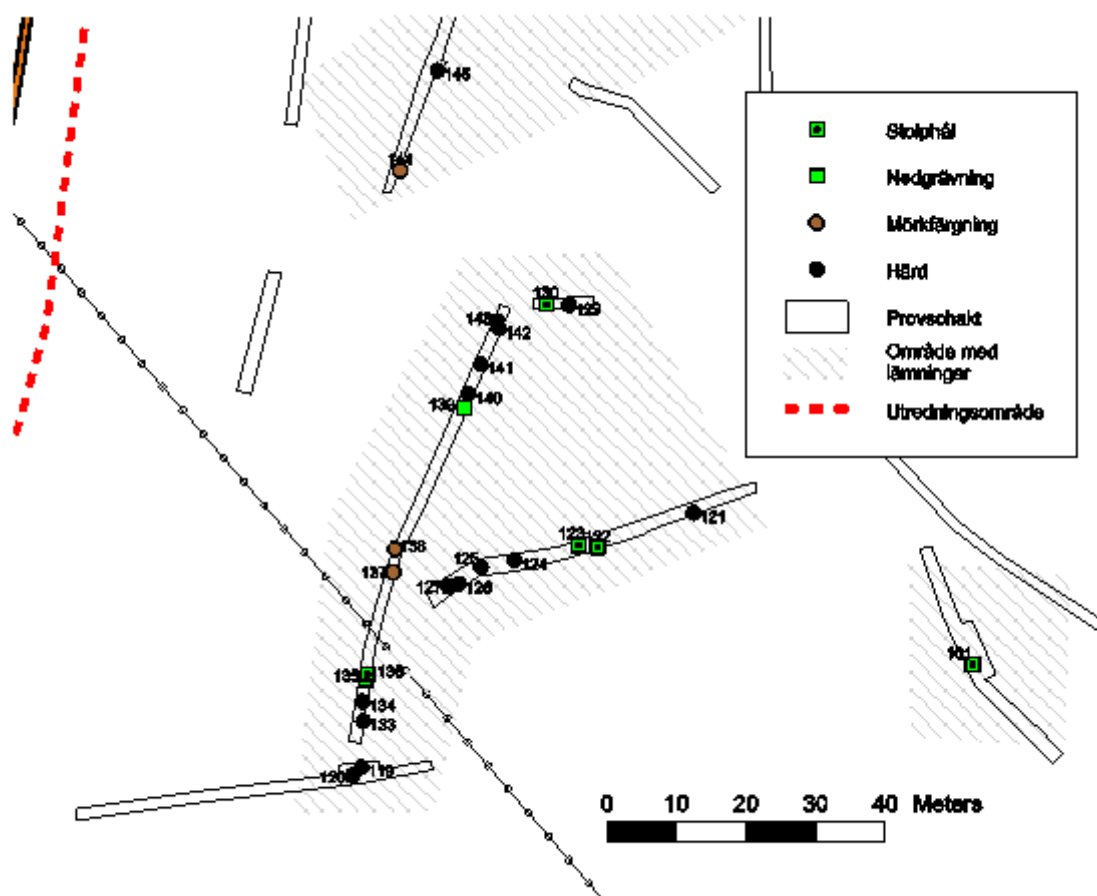 145
144
Stolphål
Nedgrävning
Mörkfärgning
Härd
Provschakt
Område med
lämningar
Utredningsområde
130
129
143
142
141
140
139
121
123
122
138
125
124
137
127
126
101
136
135
134
133
119
120
0 10 20 30 40 Meters